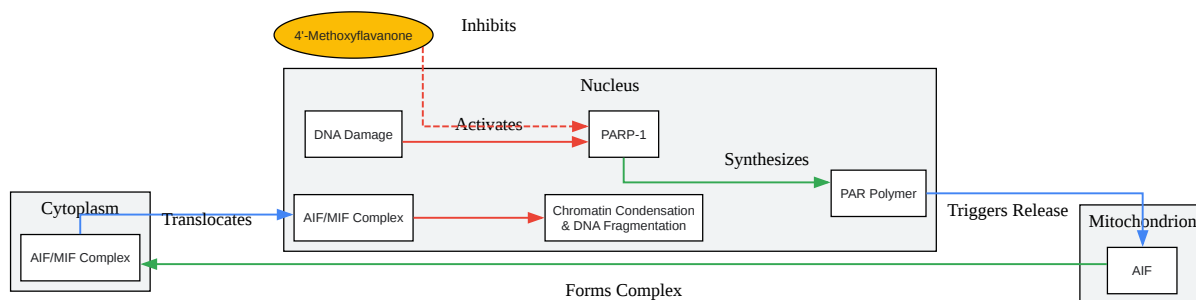 4'-Methoxyflavanone
Inhibits
Nucleus
DNA Damage
Activates
PARP-1
Synthesizes
PAR Polymer
Triggers Release
Cytoplasm
Translocates
AIF/MIF Complex
Chromatin Condensation
& DNA Fragmentation
Mitochondrion
AIF/MIF Complex
AIF
Forms Complex